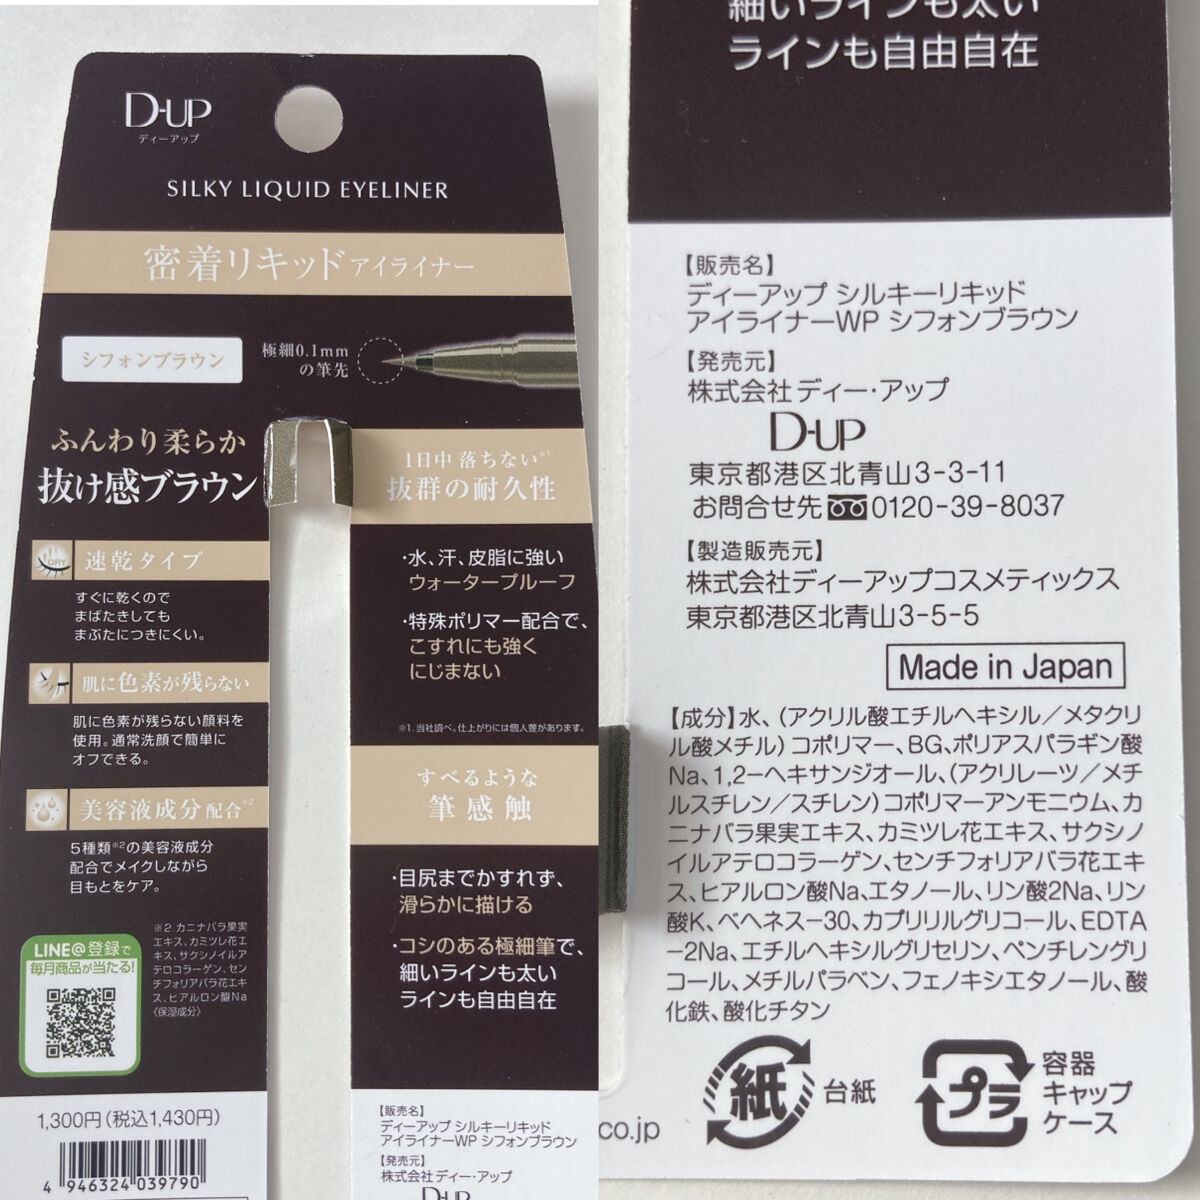 D-UP
ディーアップ
SILKY LIQUID EYELINER
密着リキッドアイライナー
シフォンブラウン
極細0.1mm
の筆先
ふんわり柔らか
抜け感ブラウン
DRY
速乾タイプ
すぐに乾くので
まばたきしても
まぶたにつきにくい。
肌に色素が残らない
肌に色素が残らない顔料を
使用。通常洗顔で簡単に
オフできる。
美容液成分配合※2
5種類※2の美容液成分
配合でメイクしながら
目もとをケア。
※2 カニナバラ果実
エキス、カミツレ花エ
キス、サクシノイルア
テロコラーゲン、セン
チフォリアバラ花エキ
ス、ヒアルロン酸Na
〈保湿成分〉
LINE@登録で
毎月商品が当たる!
1,300円(税込1,430円)
4 946324 039790
1日中 落ちない※1
抜群の耐久性
・水、汗、皮脂に強い
ウォータープルーフ
・特殊ポリマー配合で、
こすれにも強く
にじまない
※1. 当社調べ。仕上がりには個人差があります。
すべるような
筆感触
・目尻までかすれず、
滑らかに描ける
・コシのある極細筆で、
細いラインも太い
ラインも自由自在
【販売名】
ディーアップ シルキーリキッド
アイライナーWP シフォンブラウン
【発売元】
株式会社 ディー・アップ
D-UP
細いラインも太い
ラインも自由自在
【販売名】
ディーアップ シルキーリキッド
アイライナーWP シフォンブラウン
【発売元】
株式会社 ディー・アップ
D-UP
東京都港区北青山3-3-11
お問合せ先 0120-39-8037
【製造販売元】
株式会社ディーアップコスメティックス
東京都港区北青山3-5-5
Made in Japan
【成分】水、(アクリル酸エチルヘキシル/メタクリ
ル酸メチル)コポリマー、BG、ポリアスパラギン酸
Na、1,2-ヘキサンジオール、(アクリレーツ/メチ
ルスチレン/スチレン)コポリマーアンモニウム、カ
ニナバラ果実エキス、カミツレ花エキス、サクシノ
イルアテロコラーゲン、センチフォリアバラ花エキ
ス、ヒアルロン酸Na、エタノール、リン酸2Na、リン
酸K、ベヘネス-30、カプリリルグリコール、EDTA
-2Na、エチルヘキシルグリセリン、ペンチレングリ
コール、メチルパラベン、フェノキシエタノール、酸
化鉄、酸化チタン
紙
台紙
プラ
容器
キャップ
ケース
co.jp